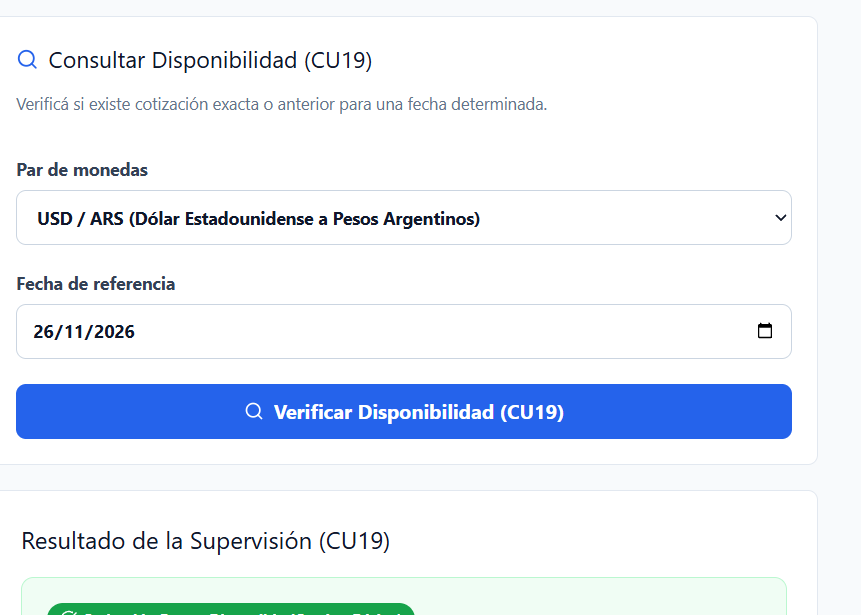 Consultar Disponibilidad (CU19)
Verificá si existe cotización exacta o anterior para una fecha determinada.
Par de monedas
USD / ARS (Dólar Estadounidense a Pesos Argentinos)
Fecha de referencia
26/11/2026
Verificar Disponibilidad (CU19)
Resultado de la Supervisión (CU19)